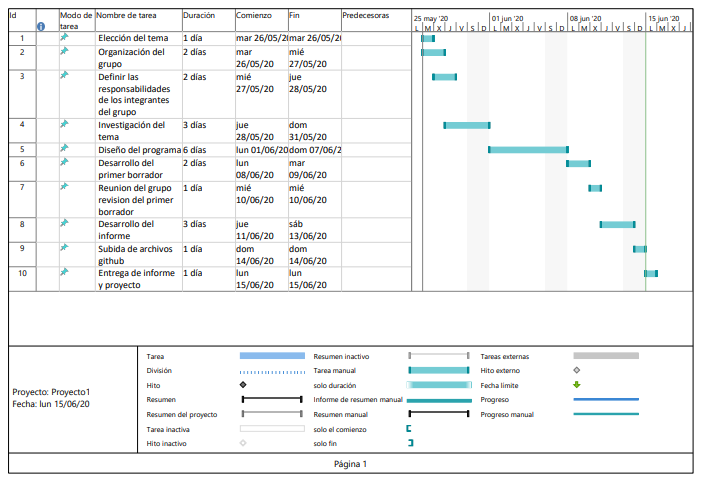 Id Modo de tarea Nombre de tarea Duración Comienzo Fin Predecesoras
25 may '20 01 jun '20 08 jun '20 15 jun '20
L M X J V S D L M X J V S D L M X J V S D L M X J
1 Elección del tema 1 día mar 26/05/20 mar 26/05/20
2 Organización del grupo 2 días mar 26/05/20 mié 27/05/20
3 Definir las responsabilidades de los integrantes del grupo 2 días mié 27/05/20 jue 28/05/20
4 Investigación del tema 3 días jue 28/05/20 dom 31/05/20
5 Diseño del programa 6 días lun 01/06/20 dom 07/06/2
6 Desarrollo del primer borrador 2 días lun 08/06/20 mar 09/06/20
7 Reunion del grupo revision del primer borrador 1 día mié 10/06/20 mié 10/06/20
8 Desarrollo del informe 3 días jue 11/06/20 sáb 13/06/20
9 Subida de archivos github 1 día dom 14/06/20 dom 14/06/20
10 Entrega de informe y proyecto 1 día lun 15/06/20 lun 15/06/20
Proyecto: Proyecto1
Fecha: lun 15/06/20
Tarea
División
Hito
Resumen
Resumen del proyecto
Tarea inactiva
Hito inactivo
Resumen inactivo
Tarea manual
solo duración
Informe de resumen manual
Resumen manual
solo el comienzo
solo fin
Tareas externas
Hito externo
Fecha límite
Progreso
Progreso manual
Página 1